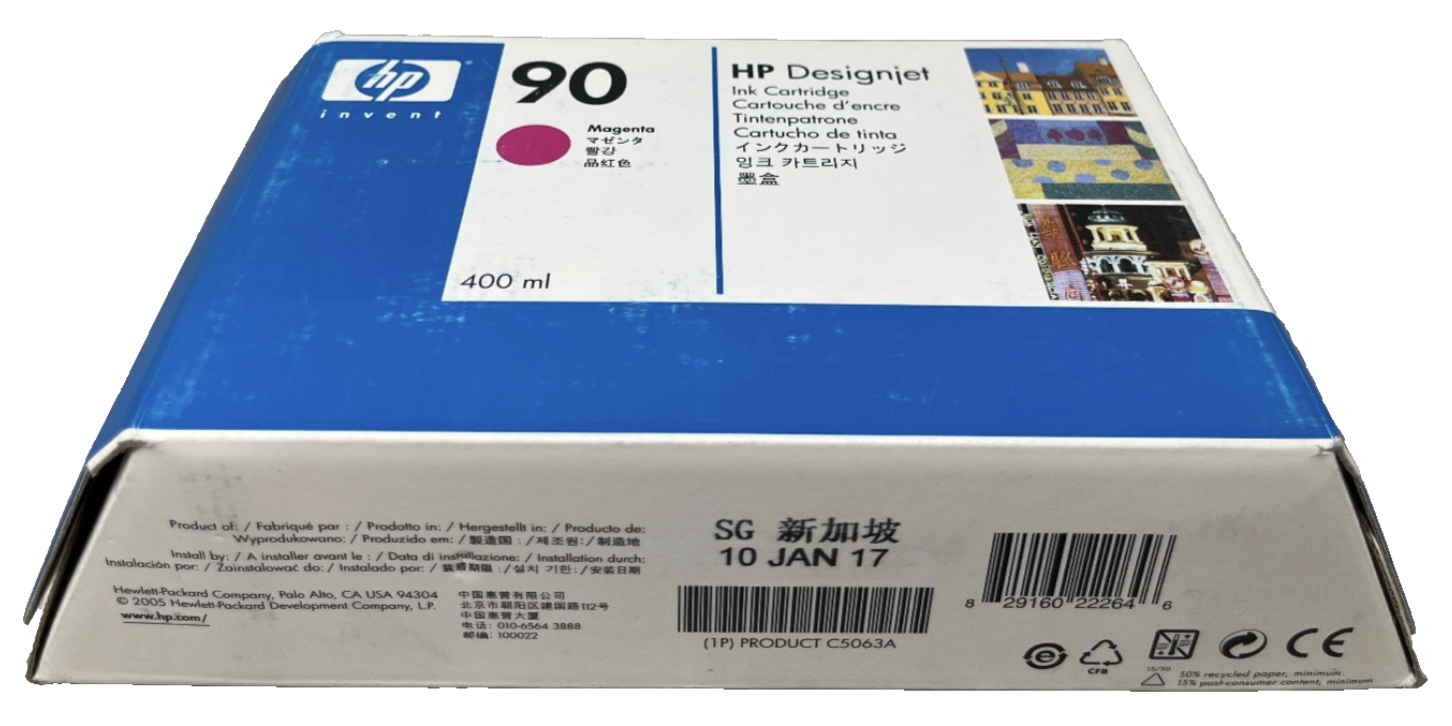 hp
invent
90
Magenta
マゼンタ
빨강
品红色
400 ml
HP Designjet
Ink Cartridge
Cartouche d'encre
Tintenpatrone
Cartucho de tinta
インクカートリッジ
잉크 카트리지
墨盒
Product of: / Fabriqué par : / Prodotto in: / Hergestellt in: / Producto de:
Wyprodukowano: / Produzido em: / 製造国 : / 제조원: / 制造地
Install by: / A installer avant le : / Data di installazione: / Installation durch:
Instalación por: / Zainstalować do: / Instalado por: / 装着期限 : / 설치 기한: / 安装日期
Hewlett-Packard Company, Palo Alto, CA USA 94304
© 2005 Hewlett-Packard Development Company, L.P.
www.hp.com/
中国惠普有限公司
北京市朝阳区建国路112号
中国惠普大厦
电话: 010-6564 3888
邮编: 100022
SG 新加坡
10 JAN 17
(1P) PRODUCT C5063A
8 29160 22264 6
CFB
CE
15/50
50% recycled paper, minimum
15% post-consumer content, minimum